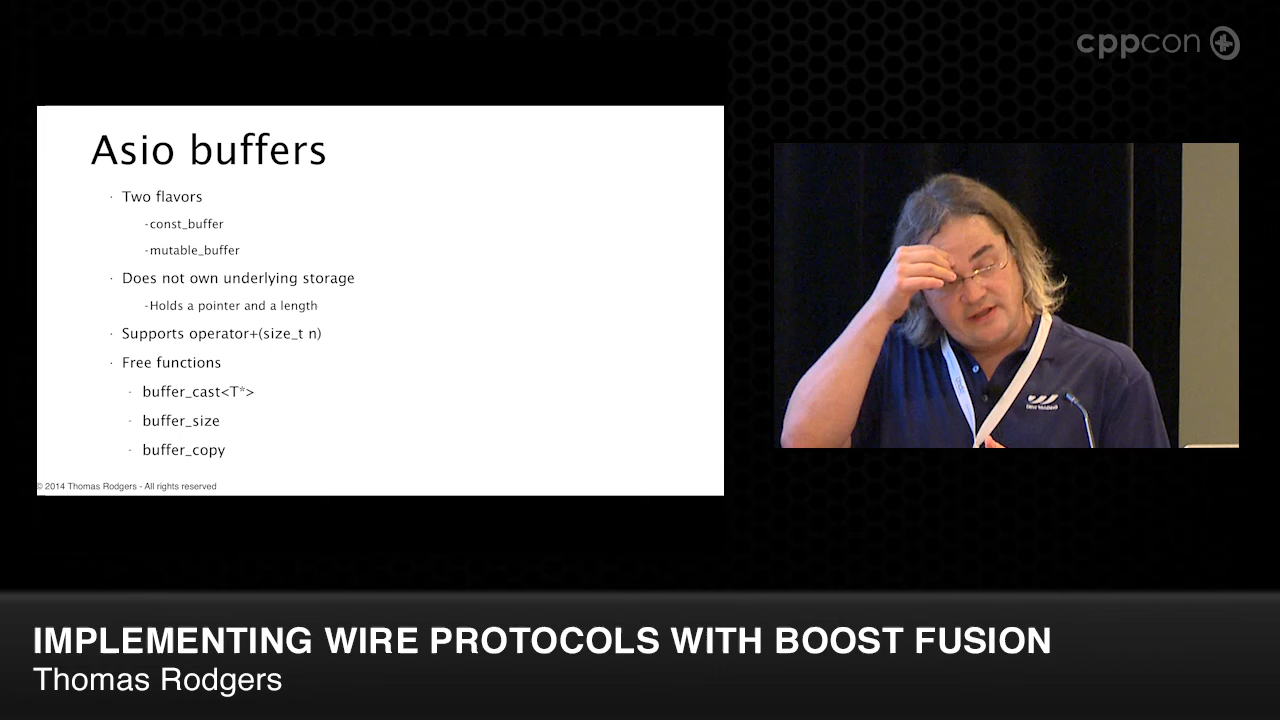 cppcon
Asio buffers
· Two flavors
-const_buffer
-mutable_buffer
· Does not own underlying storage
-Holds a pointer and a length
· Supports operator+(size_t n)
· Free functions
- buffer_cast<T*>
- buffer_size
- buffer_copy
© 2014 Thomas Rodgers - All rights reserved
IMPLEMENTING WIRE PROTOCOLS WITH BOOST FUSION
Thomas Rodgers